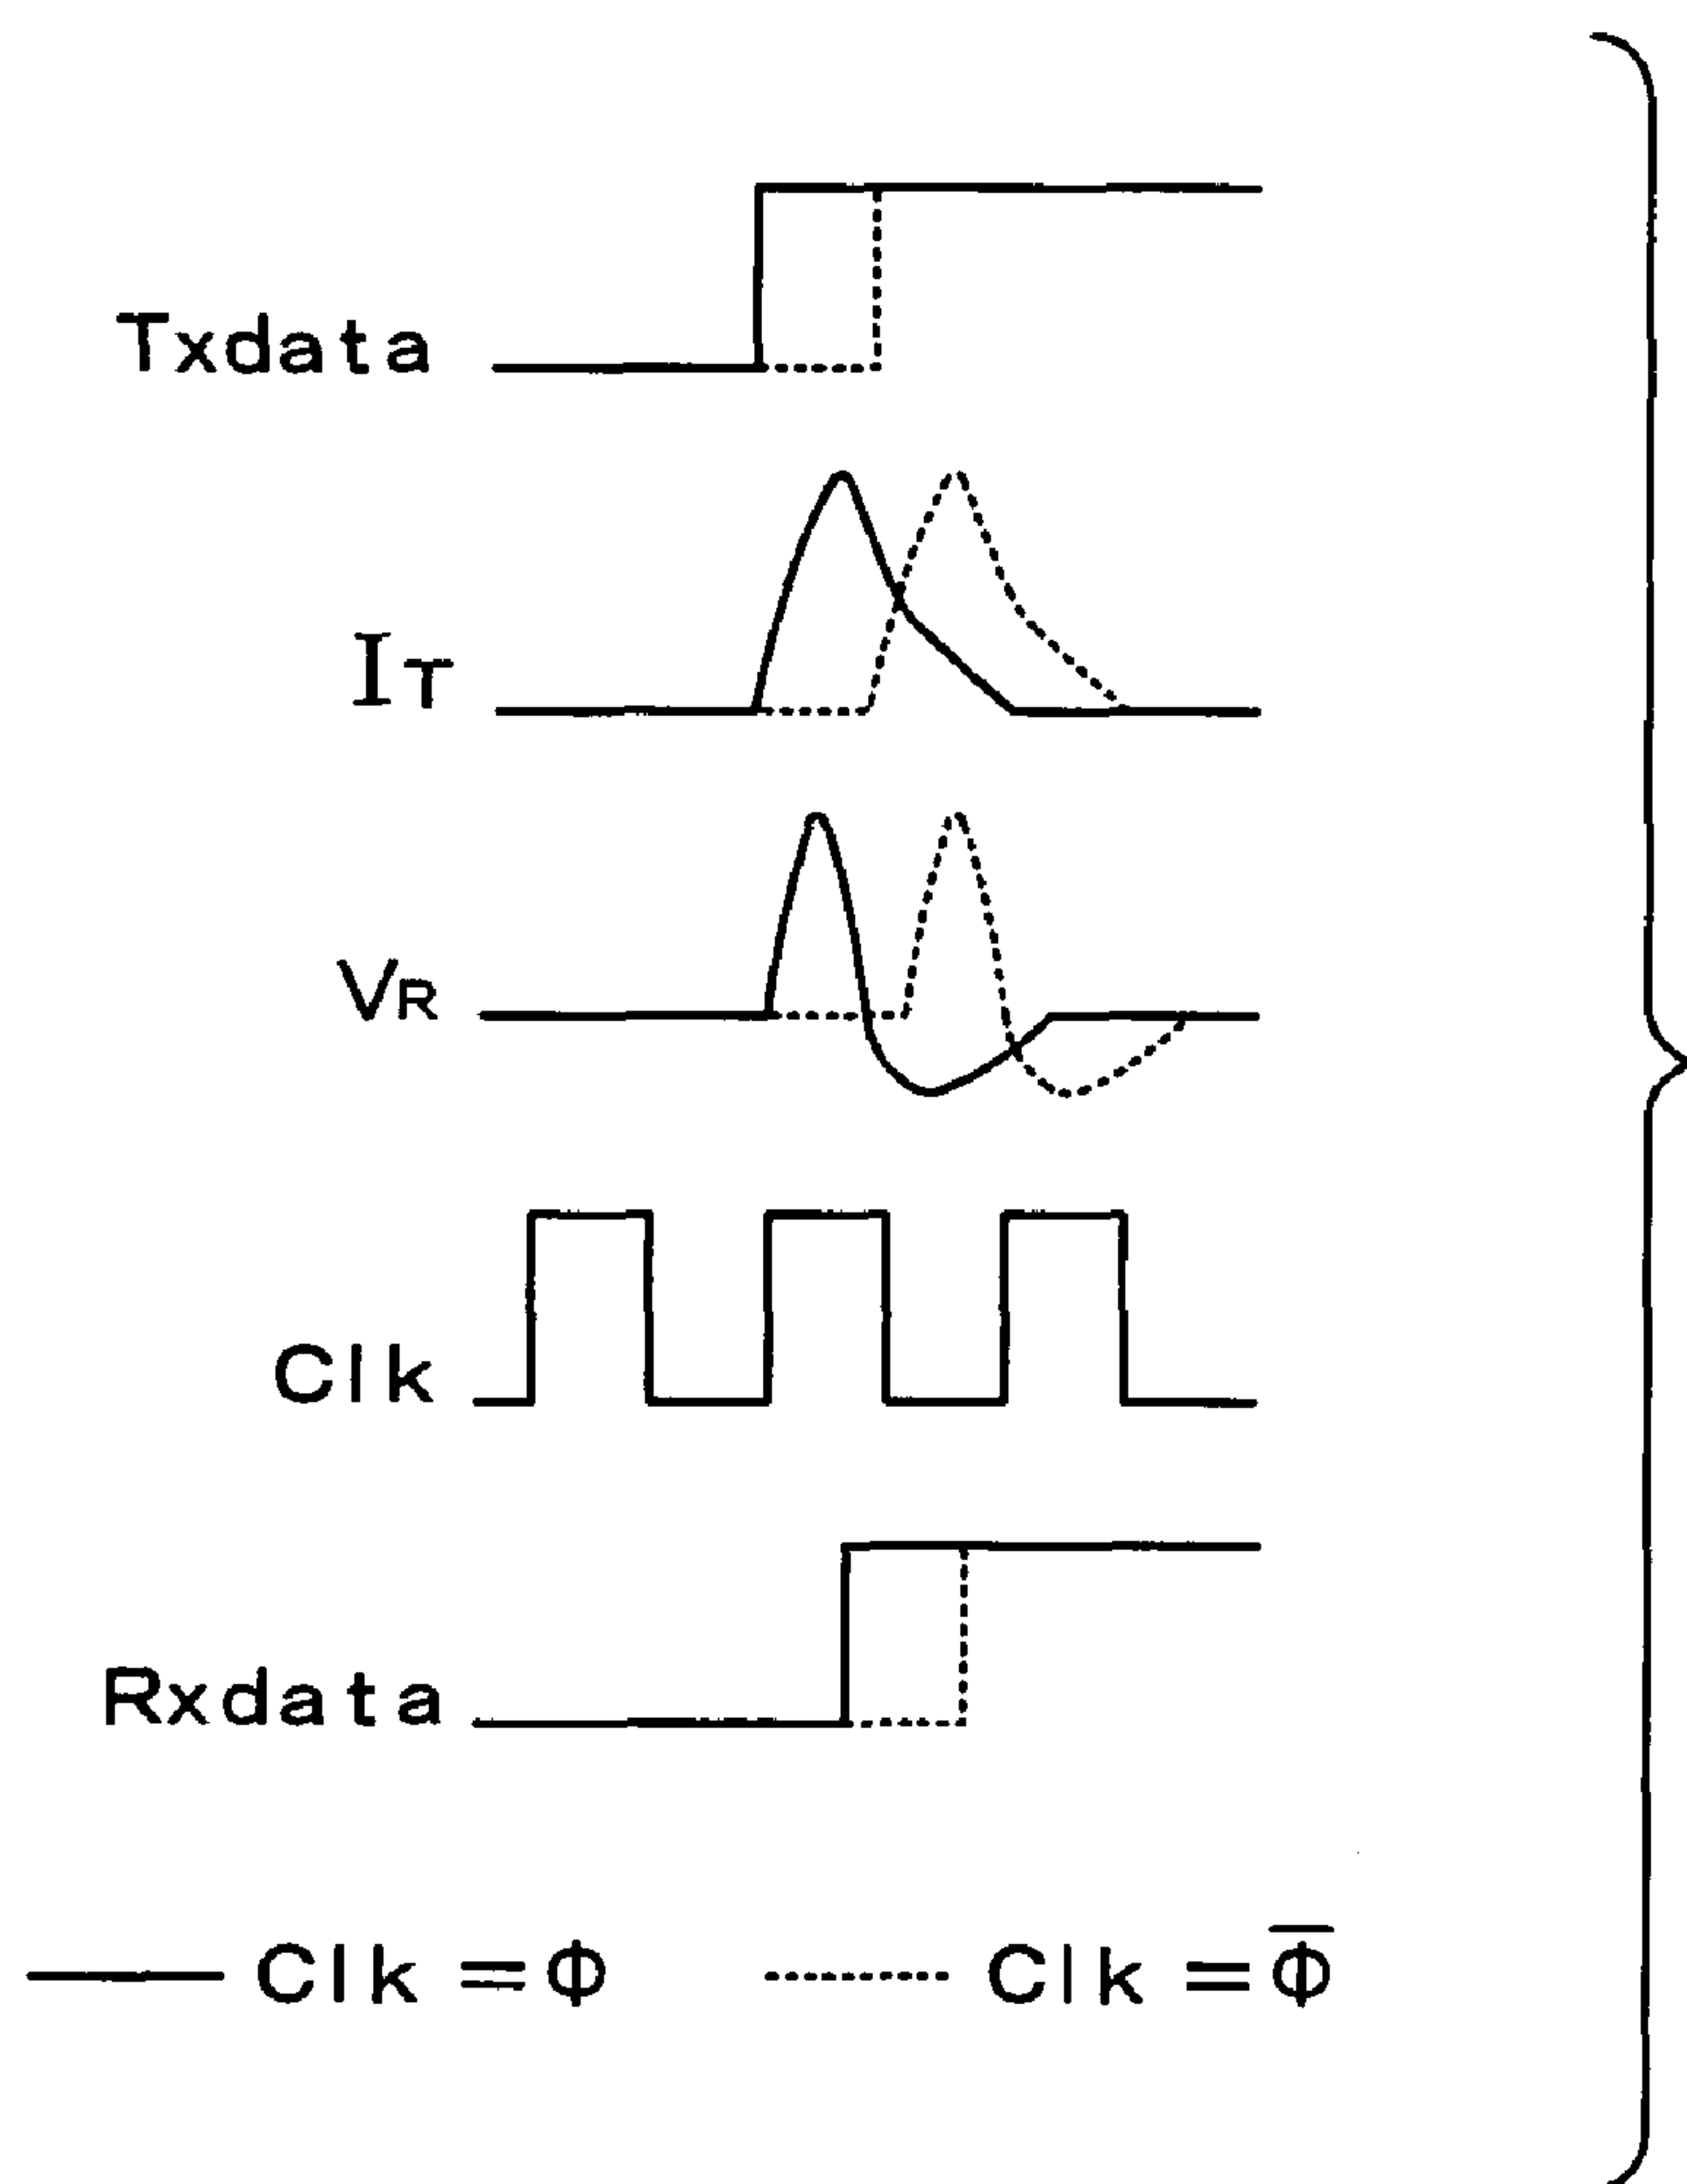 Txdata
IT
VR
Clk
Rxdata
Clk=Φ Clk=Φ̅